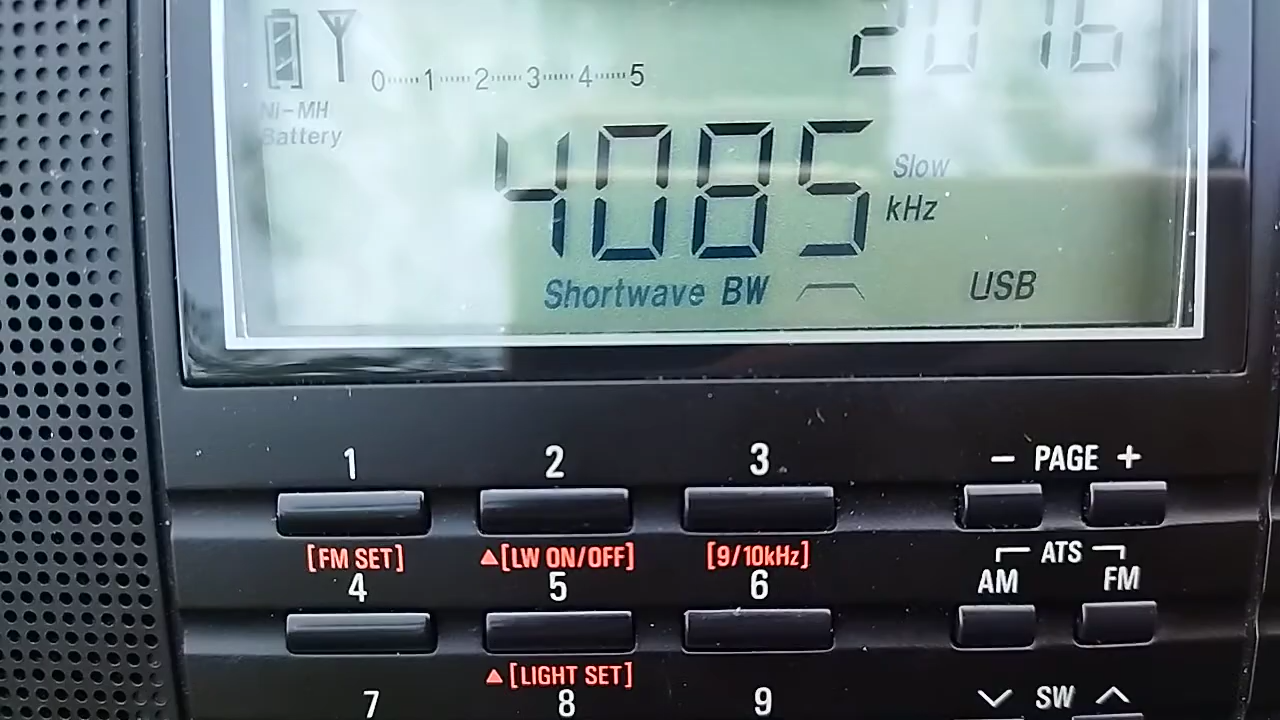 2016
0 1 2 3 4 5
Ni-MH
Battery
4085
Slow
kHz
Shortwave BW
USB
1 2 3 - PAGE +
[FM SET] ▲[LW ON/OFF] [9/10kHz] ATS
4 5 6 AM FM
▲[LIGHT SET]
7 8 9 SW